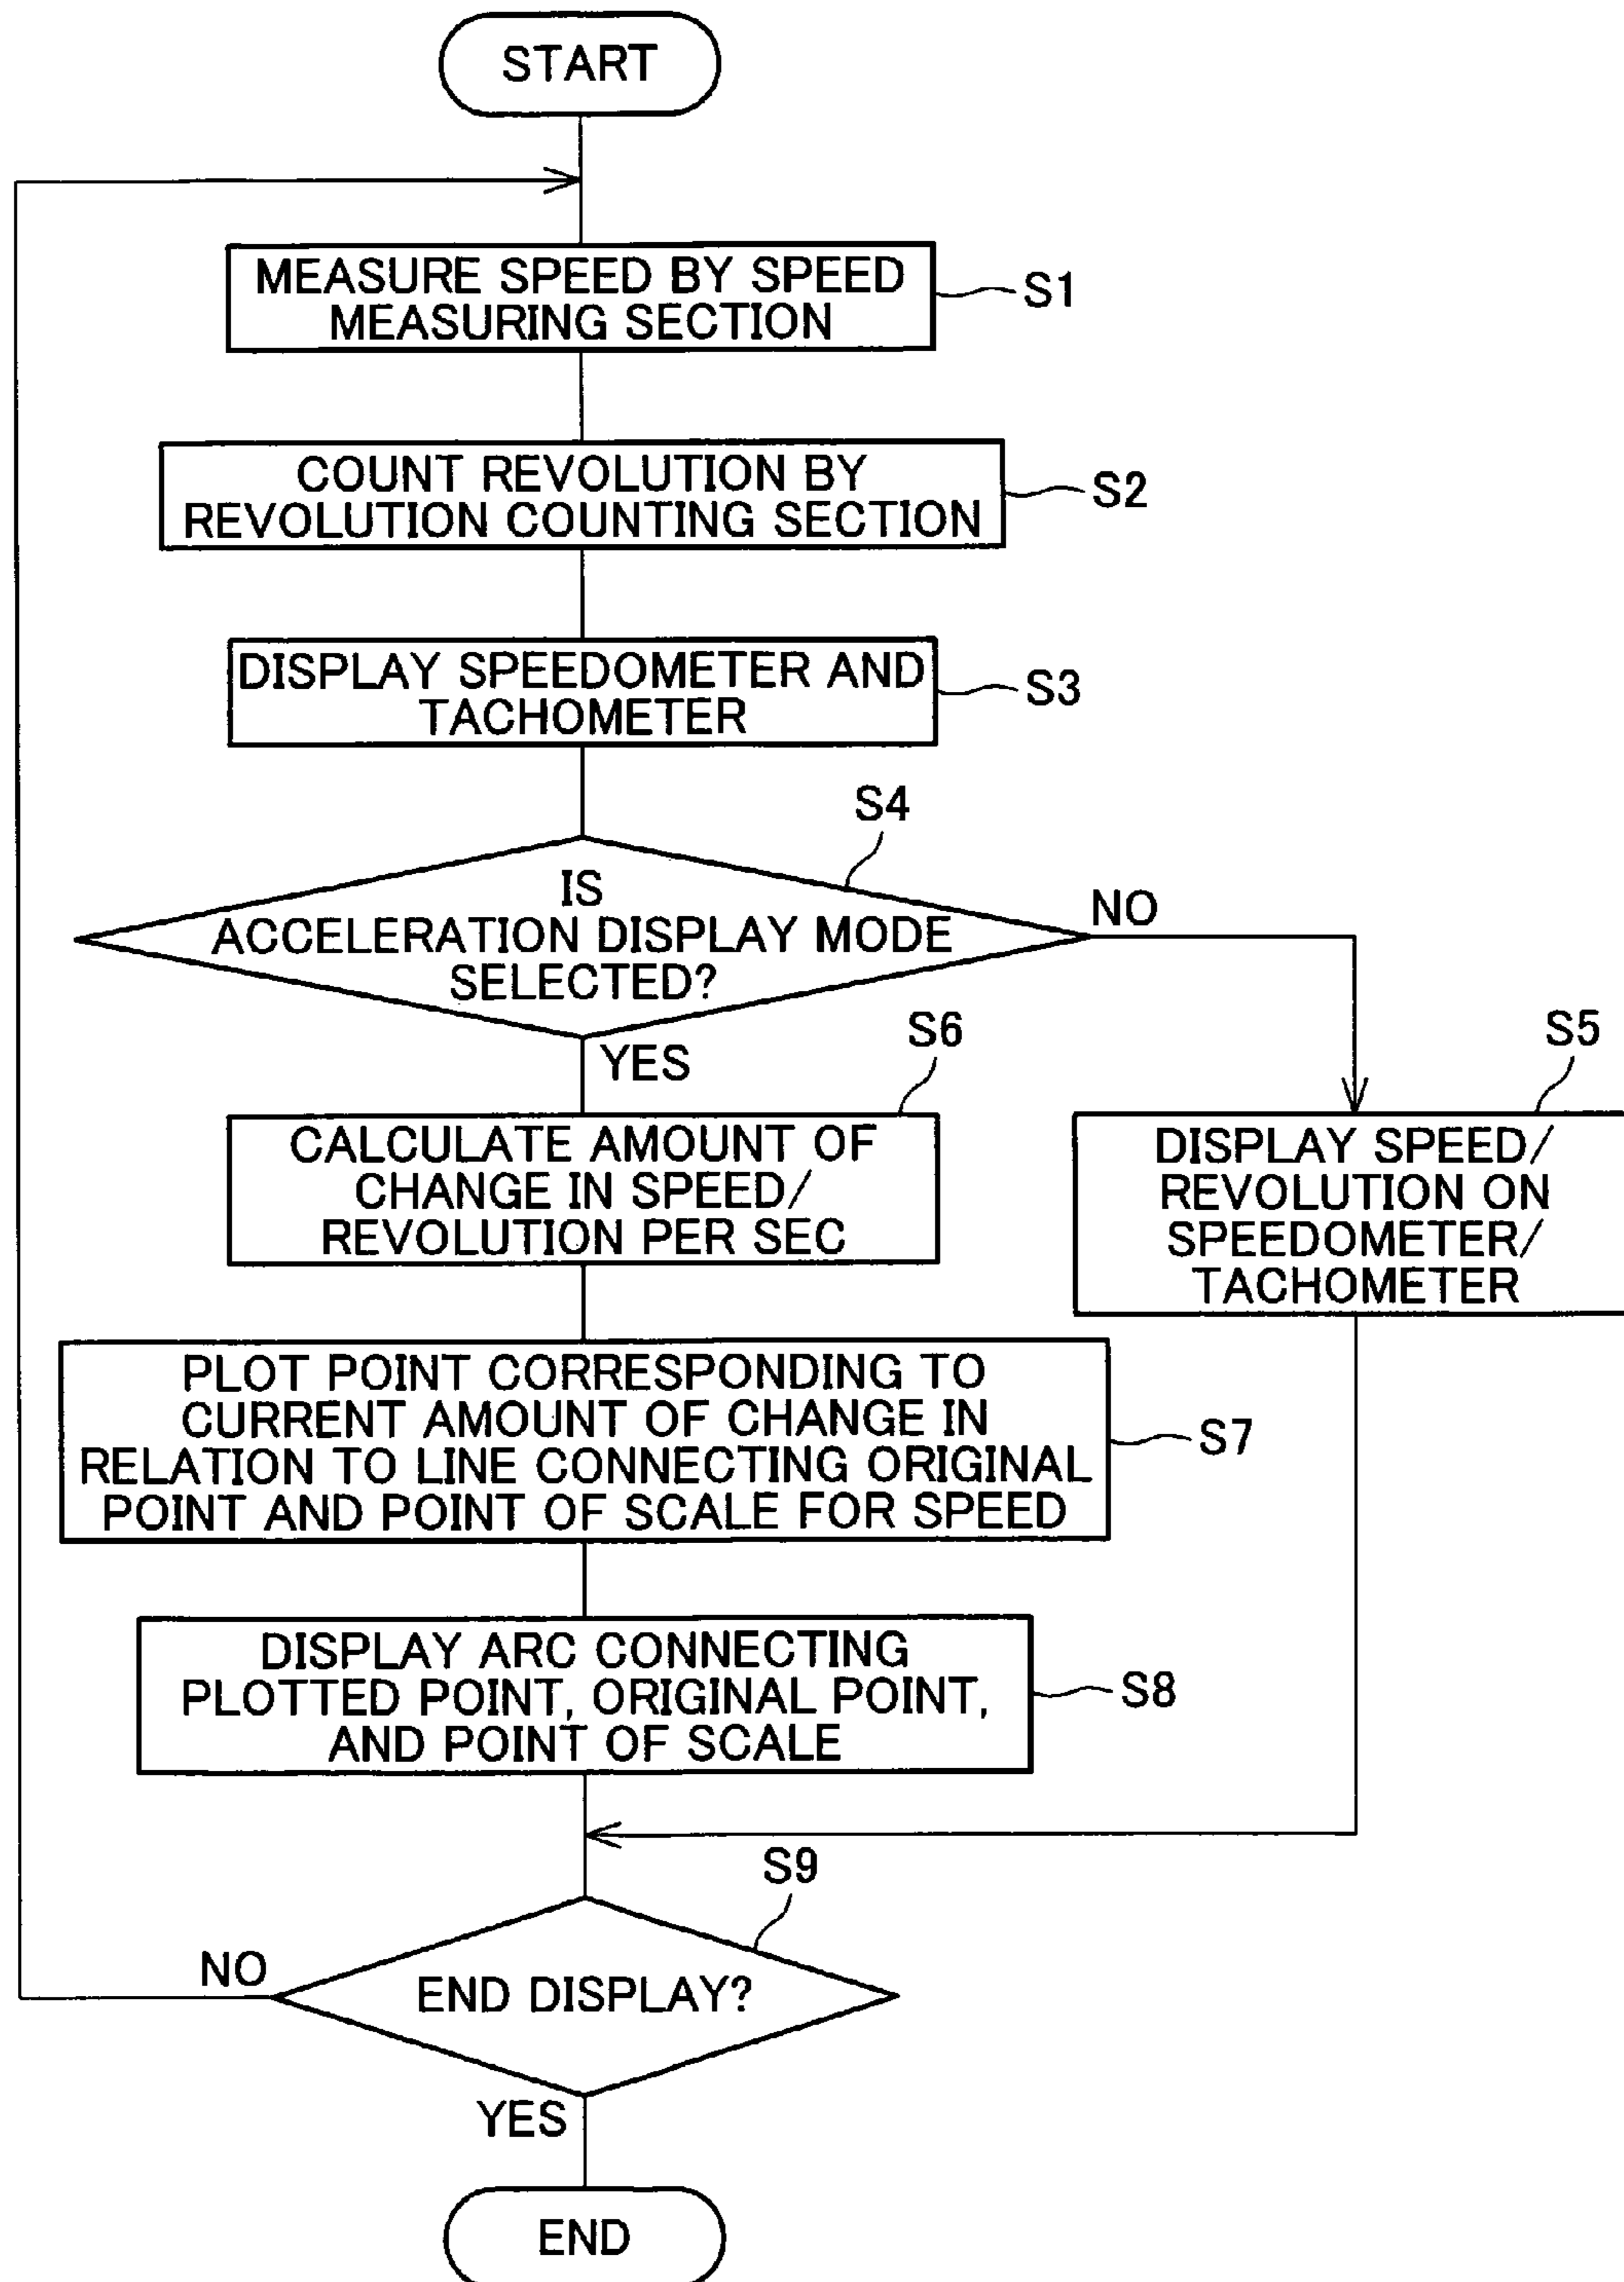 START
MEASURE SPEED BY SPEED
MEASURING SECTION
S1
COUNT REVOLUTION BY
REVOLUTION COUNTING SECTION
S2
DISPLAY SPEEDOMETER AND
TACHOMETER
S3
S4
IS
ACCELERATION DISPLAY MODE
SELECTED?
NO
YES
S6
CALCULATE AMOUNT OF
CHANGE IN SPEED/
REVOLUTION PER SEC
S5
DISPLAY SPEED/
REVOLUTION ON
SPEEDOMETER/
TACHOMETER
PLOT POINT CORRESPONDING TO
CURRENT AMOUNT OF CHANGE IN
RELATION TO LINE CONNECTING ORIGINAL
POINT AND POINT OF SCALE FOR SPEED
S7
DISPLAY ARC CONNECTING
PLOTTED POINT, ORIGINAL POINT,
AND POINT OF SCALE
S8
S9
NO
END DISPLAY?
YES
END